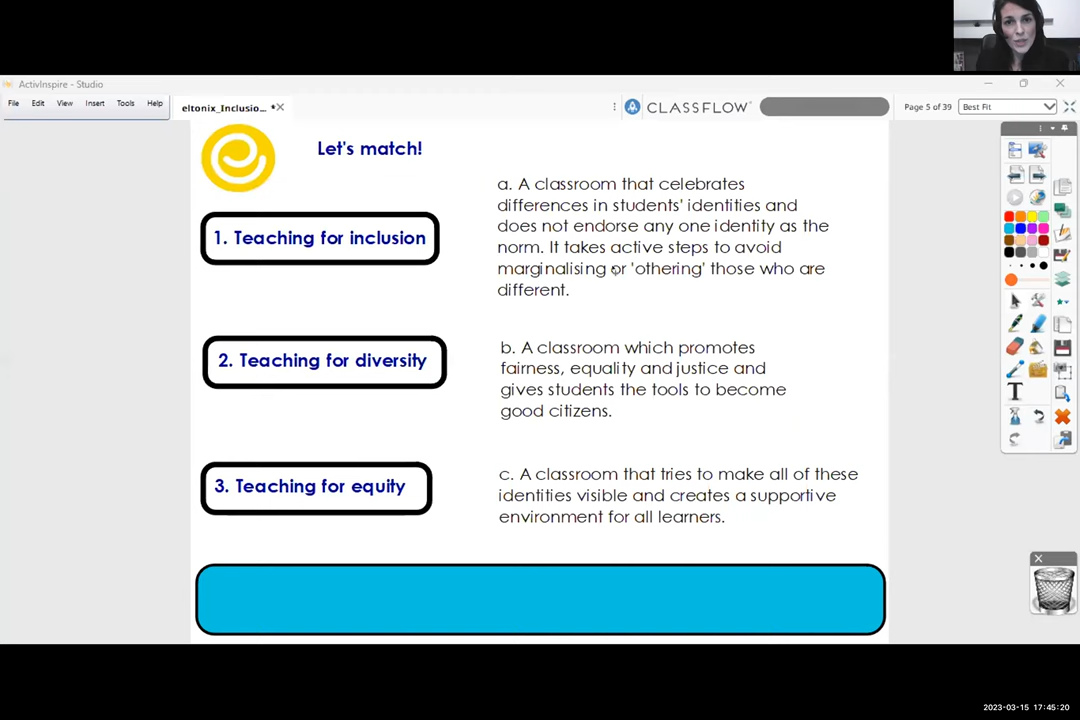 ActivInspire - Studio
File Edit View Insert Tools Help
eltonix_Inclusio... *
CLASSFLOW
Page 5 of 39
Best Fit
Let's match!
1. Teaching for inclusion
a. A classroom that celebrates
differences in students' identities and
does not endorse any one identity as the
norm. It takes active steps to avoid
marginalising or 'othering' those who are
different.
2. Teaching for diversity
b. A classroom which promotes
fairness, equality and justice and
gives students the tools to become
good citizens.
3. Teaching for equity
c. A classroom that tries to make all of these
identities visible and creates a supportive
environment for all learners.
2023-03-15 17:45:20